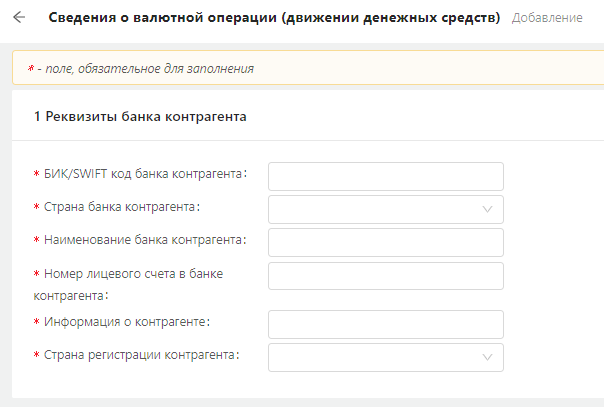 Сведения о валютной операции (движении денежных средств) Добавление
* - поле, обязательное для заполнения
1 Реквизиты банка контрагента
* БИК/SWIFT код банка контрагента:
* Страна банка контрагента:
* Наименование банка контрагента:
* Номер лицевого счета в банке
контрагента:
* Информация о контрагенте:
* Страна регистрации контрагента: